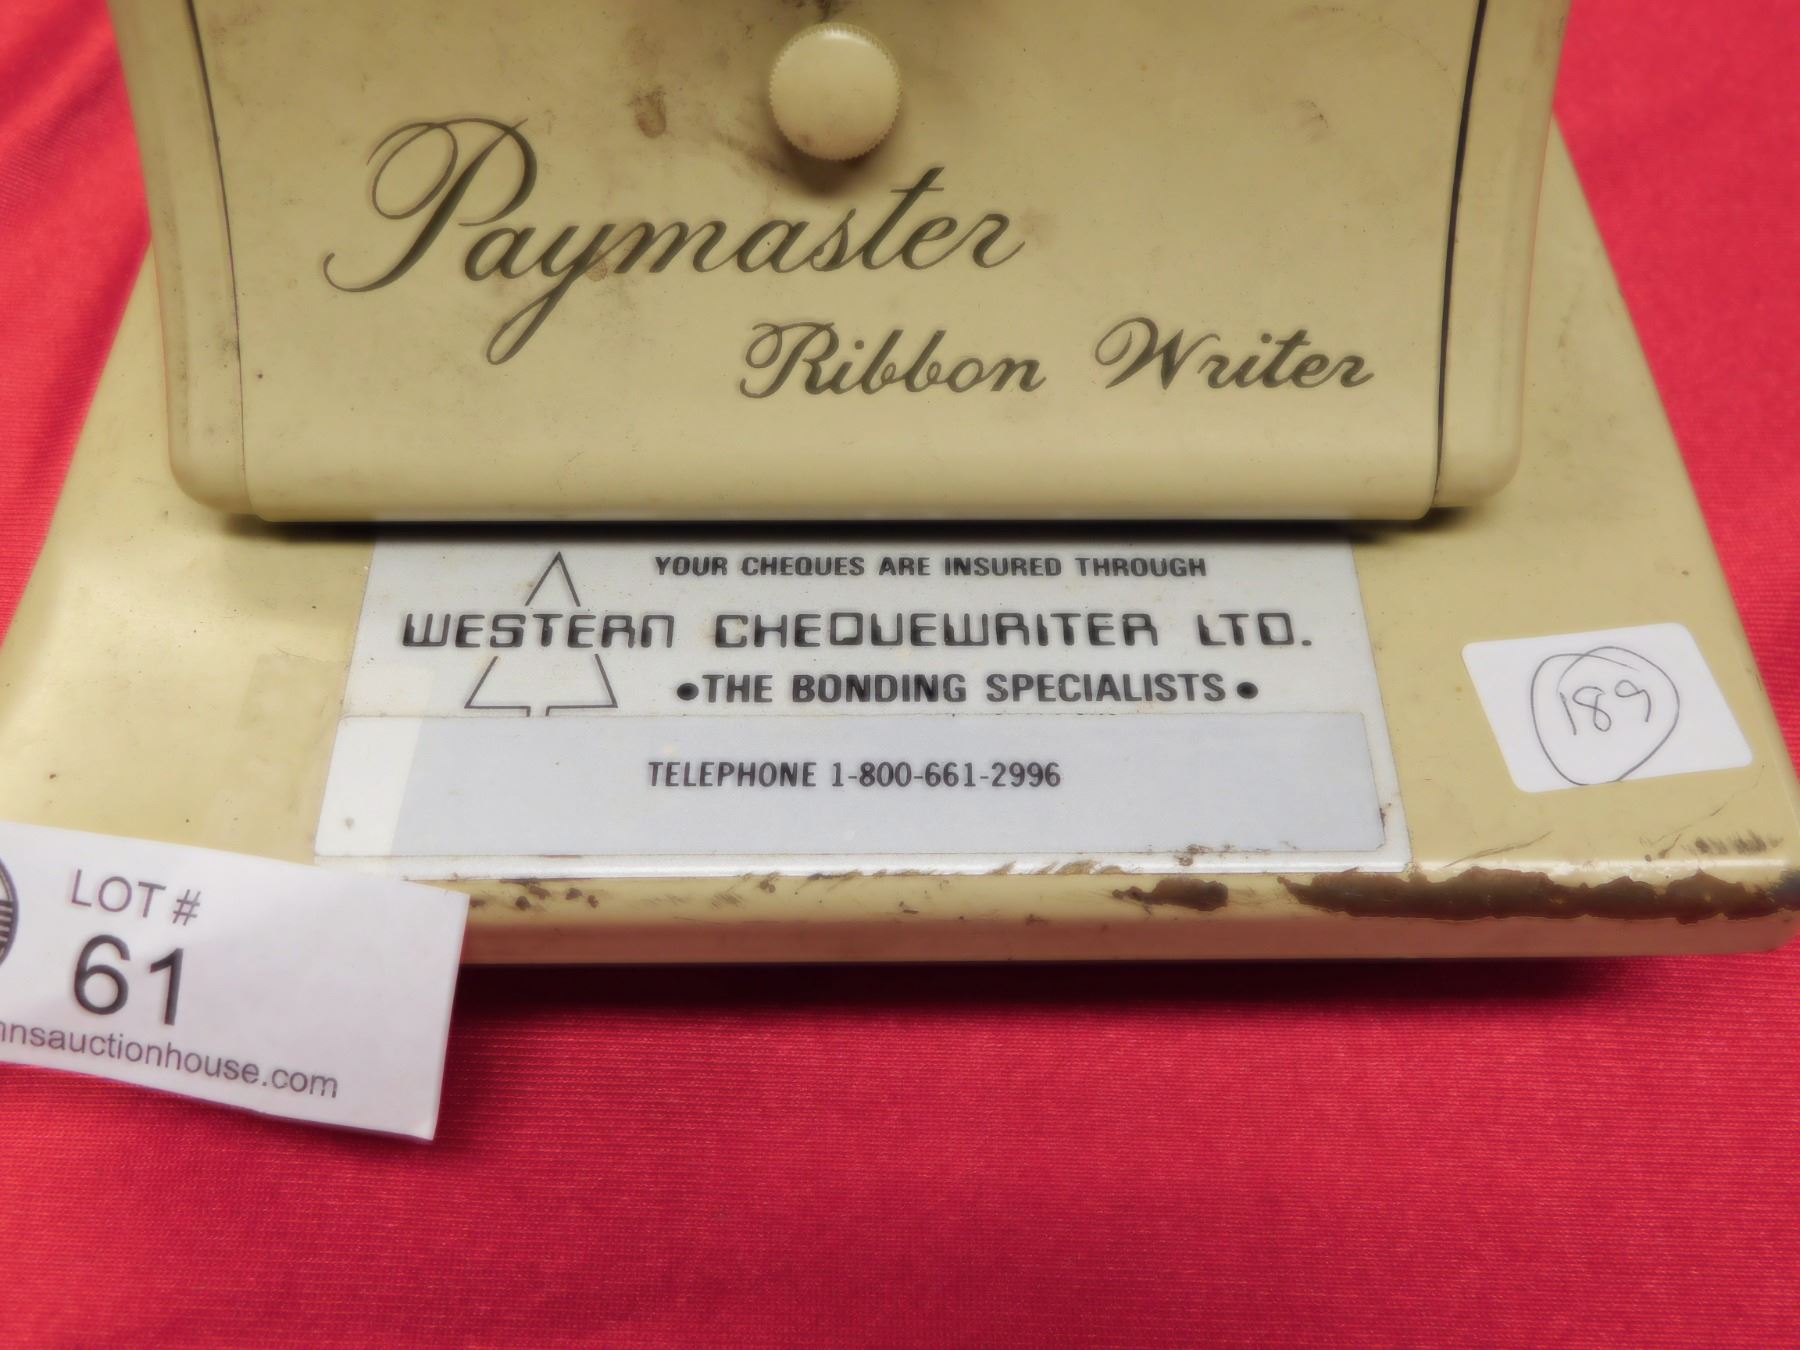 Paymaster
Ribbon Writer
YOUR CHEQUES ARE INSURED THROUGH
WESTERN CHEQUEWRITER LTD.
•THE BONDING SPECIALISTS•
TELEPHONE 1-800-661-2996
189
LOT #
61
nnsauctionhouse.com